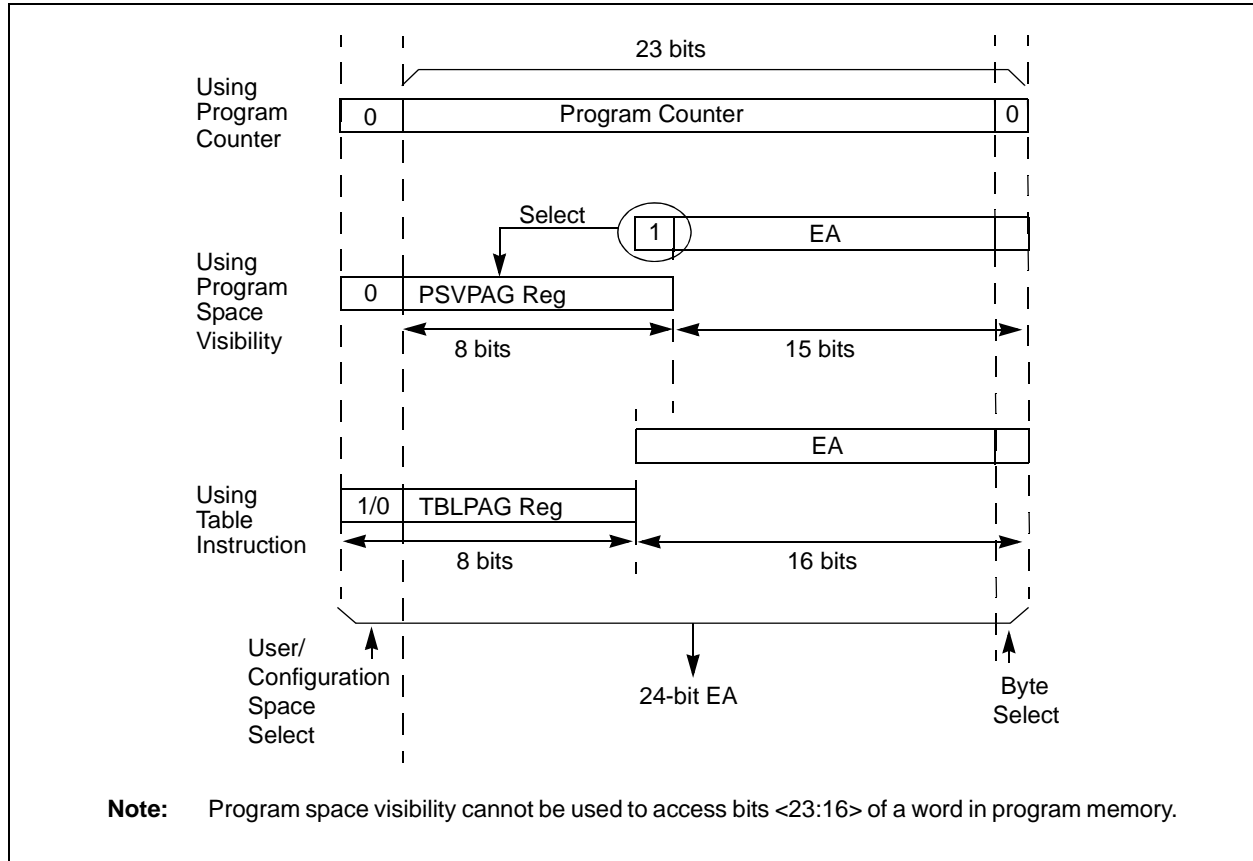 23 bits
Using
Program
Counter
0
Program Counter
0
Select
1
EA
Using
Program
Space
Visibility
0
PSVPAG Reg
8 bits
15 bits
EA
Using
Table
Instruction
1/0
TBLPAG Reg
8 bits
16 bits
User/
Configuration
Space
Select
24-bit EA
Byte
Select
Note: Program space visibility cannot be used to access bits <23:16> of a word in program memory.